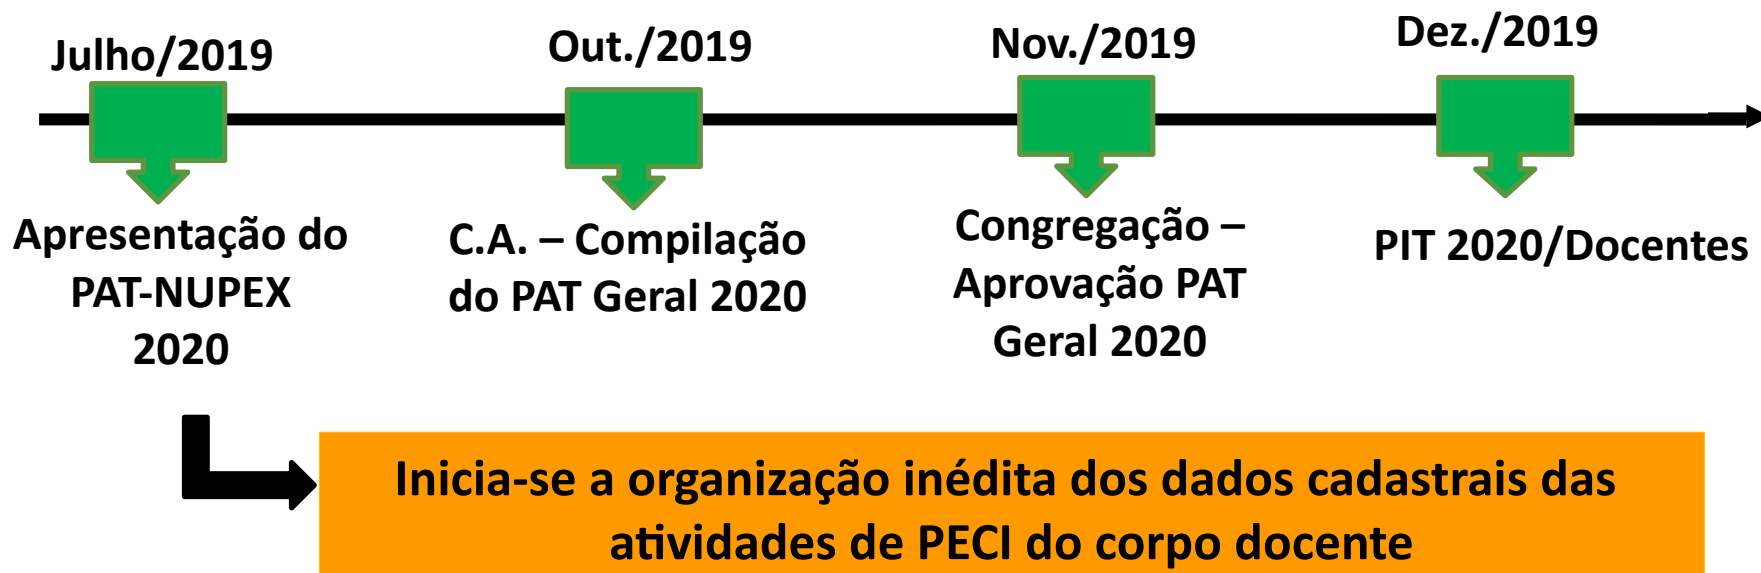 Julho/2019
Out./2019
Nov./2019
Dez./2019
Apresentação do
PAT-NUPEX
2020
C.A. – Compilação
do PAT Geral 2020
Congregação –
Aprovação PAT
Geral 2020
PIT 2020/Docentes
Inicia-se a organização inédita dos dados cadastrais das
atividades de PECI do corpo docente